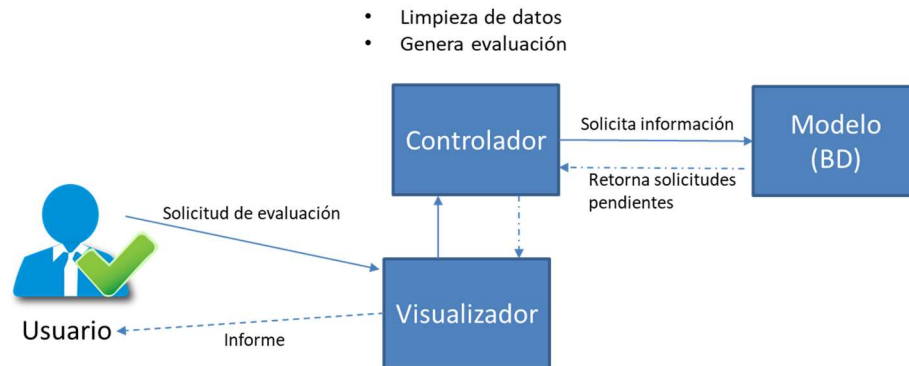 • Limpieza de datos
• Genera evaluación
Controlador
Solicita información
Modelo
(BD)
Retorna solicitudes
pendientes
Solicitud de evaluación
Visualizador
Usuario
Informe